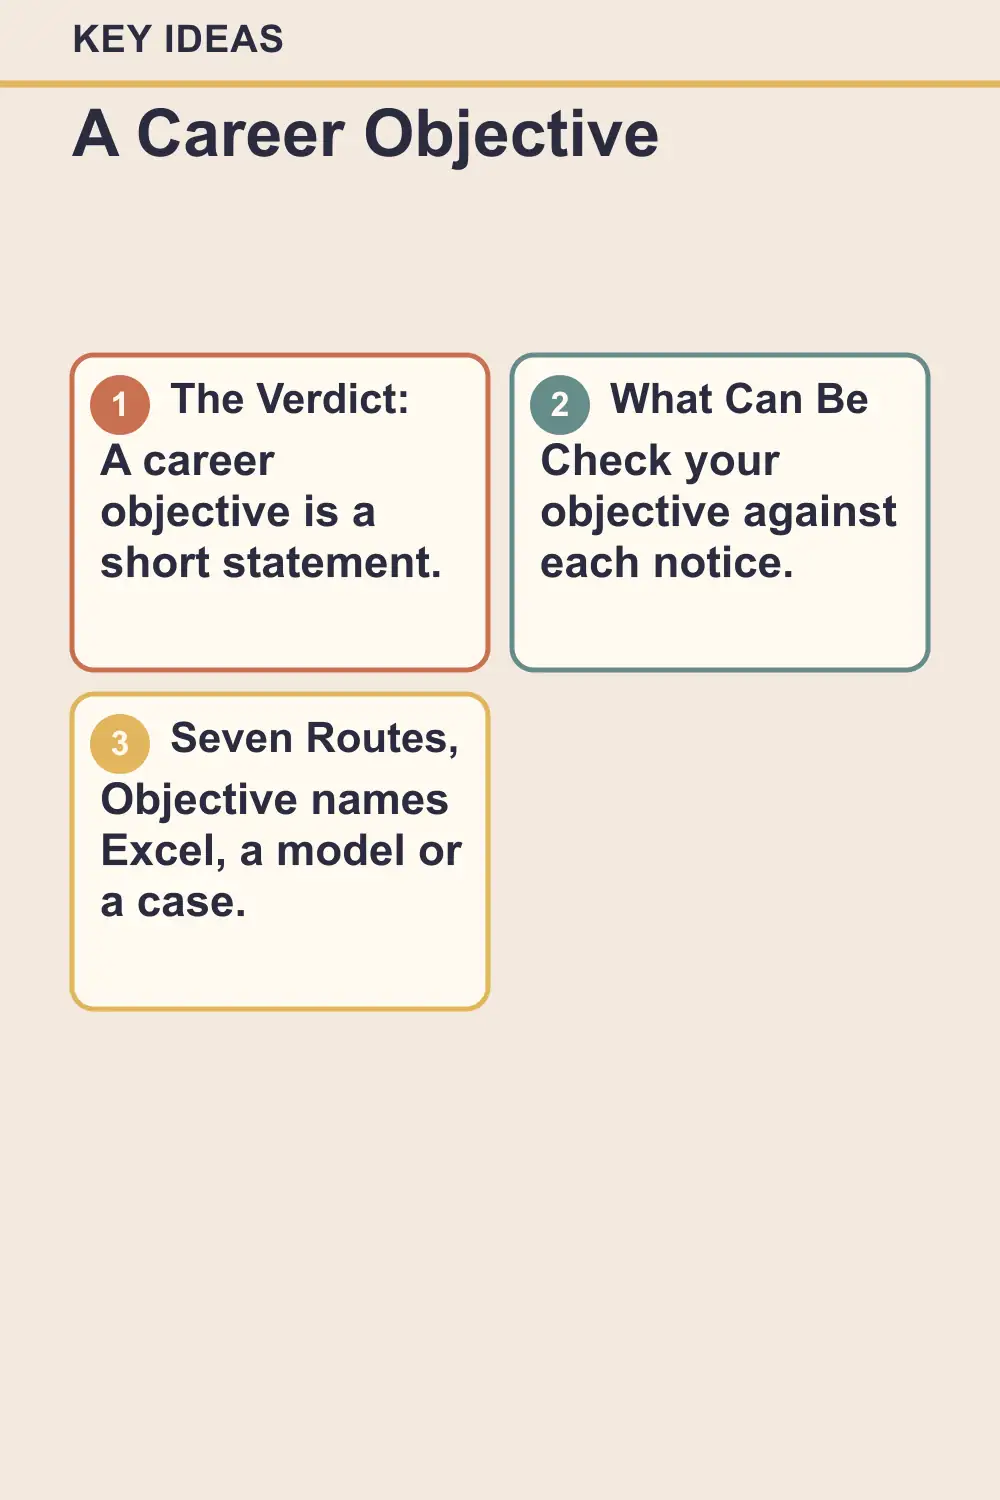 KEY IDEAS
A Career Objective
1 The Verdict:
A career
objective is a
short statement.
2 What Can Be
Check your
objective against
each notice.
3 Seven Routes,
Objective names
Excel, a model or
a case.